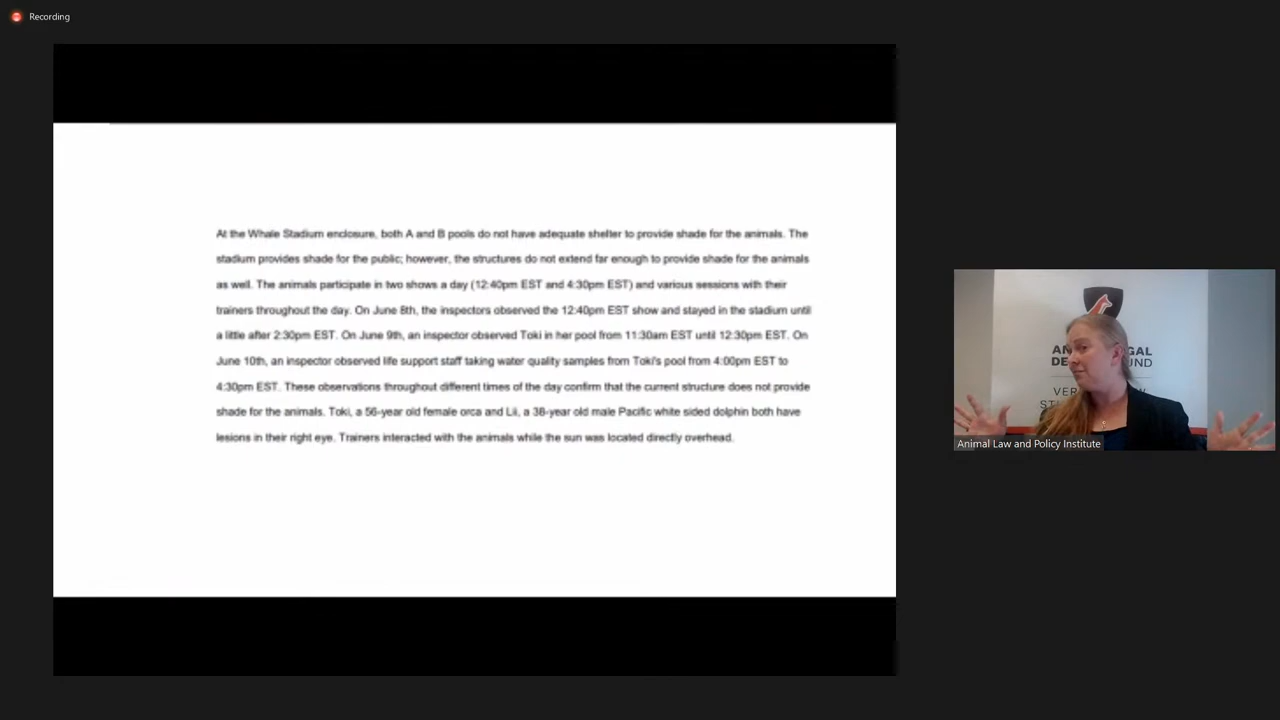 Recording
At the Whale Stadium enclosure, both A and B pools do not have adequate shelter to provide shade for the animals. The
stadium provides shade for the public; however, the structures do not extend far enough to provide shade for the animals
as well. The animals participate in two shows a day (12:40pm EST and 4:30pm EST) and various sessions with their
trainers throughout the day. On June 8th, the inspectors observed the 12:40pm EST show and stayed in the stadium until
a little after 2:30pm EST. On June 9th, an inspector observed Toki in her pool from 11:30am EST until 12:30pm EST. On
June 10th, an inspector observed life support staff taking water quality samples from Toki's pool from 4:00pm EST to
4:30pm EST. These observations throughout different times of the day confirm that the current structure does not provide
shade for the animals. Toki, a 56-year old female orca and Lii, a 38-year old male Pacific white sided dolphin both have
lesions in their right eye. Trainers interacted with the animals while the sun was located directly overhead.
AN GAL
DE UND
VER
ST
Animal Law and Policy Institute